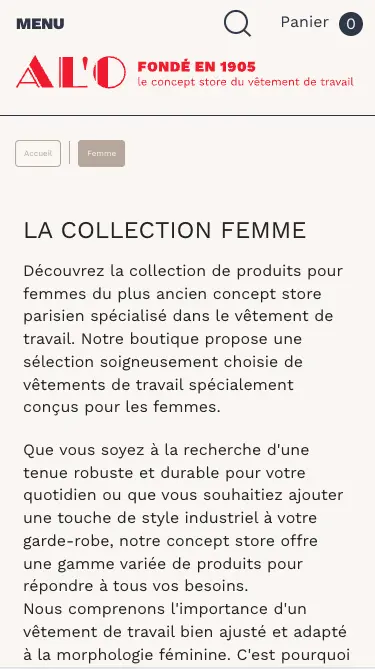 MENU
Panier 0
AL'O
FONDÉ EN 1905
le concept store du vêtement de travail
Accueil
Femme
LA COLLECTION FEMME
Découvrez la collection de produits pour
femmes du plus ancien concept store
parisien spécialisé dans le vêtement de
travail. Notre boutique propose une
sélection soigneusement choisie de
vêtements de travail spécialement
conçus pour les femmes.
Que vous soyez à la recherche d'une
tenue robuste et durable pour votre
quotidien ou que vous souhaitiez ajouter
une touche de style industriel à votre
garde-robe, notre concept store offre
une gamme variée de produits pour
répondre à tous vos besoins.
Nous comprenons l'importance d'un
vêtement de travail bien ajusté et adapté
à la morphologie féminine. C'est pourquoi